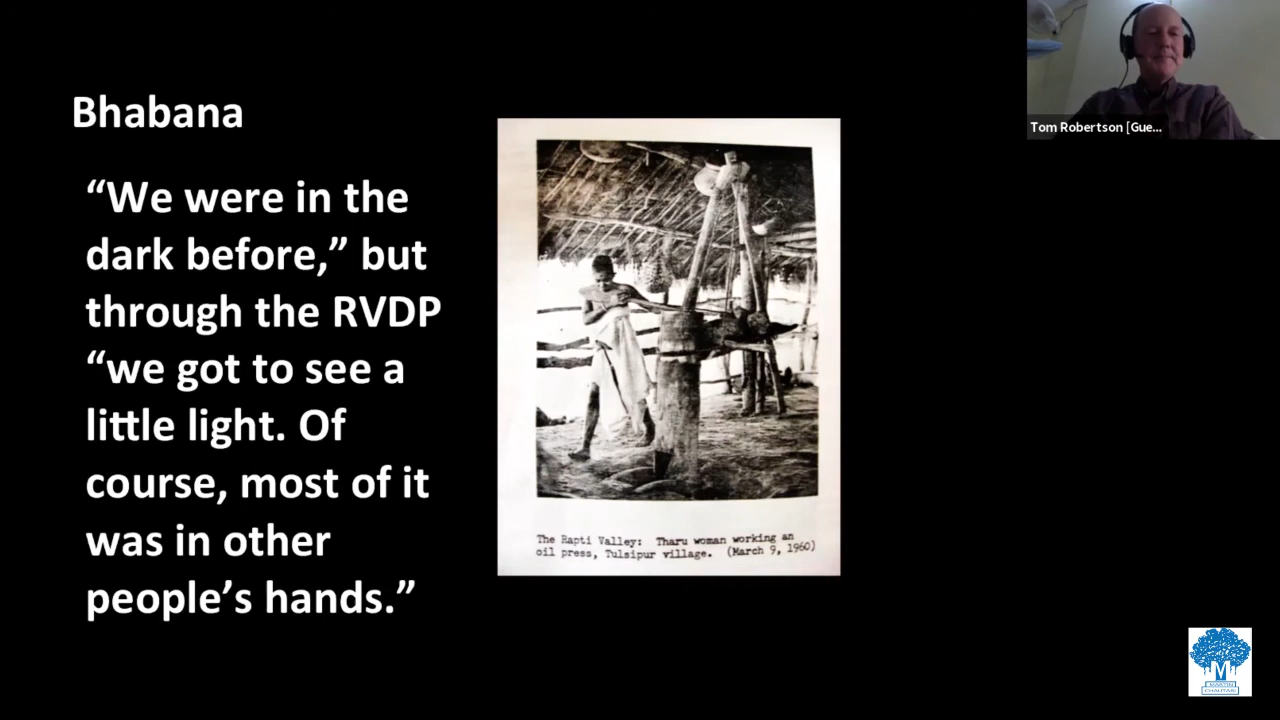 Bhabana
“We were in the
dark before,” but
through the RVDP
“we got to see a
little light. Of
course, most of it
was in other
people’s hands.”
The Rapti Valley: Tharu woman working an
oil press, Tulsipur village. (March 9, 1960)
Tom Robertson [Gue...
M
MARTIN
CHAUTARI